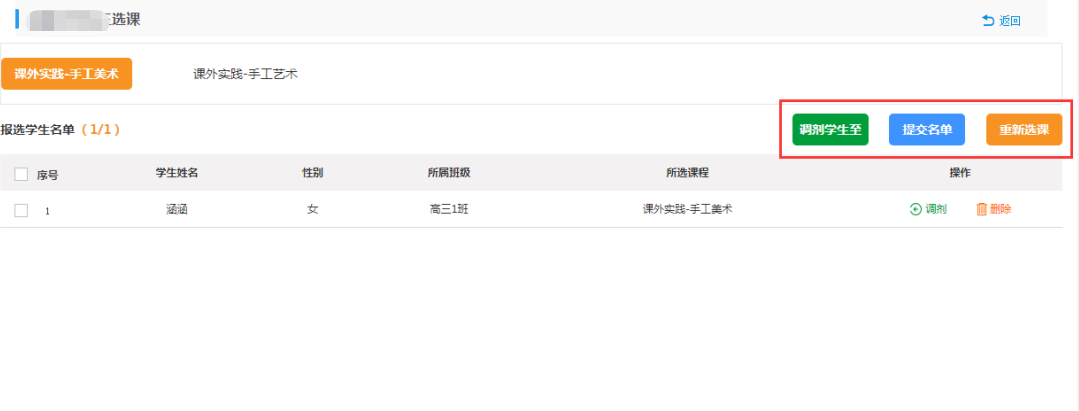 选课 返回
课外实践-手工美术 课外实践-手工艺术
报选学生名单（1/1） 调剂学生至 提交名单 重新选课
序号 学生姓名 性别 所属班级 所选课程 操作
1 涵涵 女 高三1班 课外实践-手工美术 调剂 删除